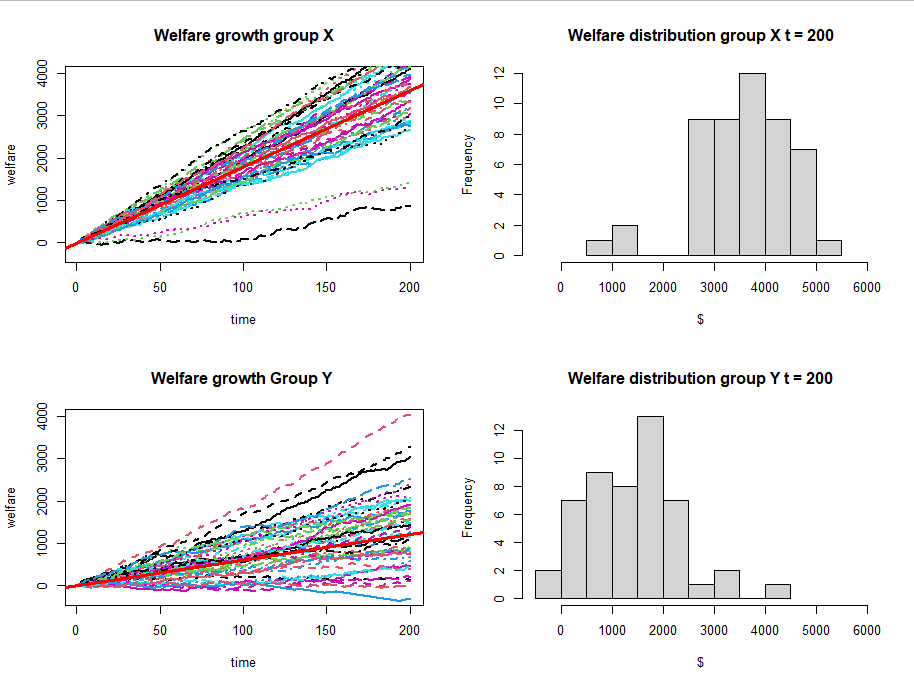 Welfare growth group X
welfare
0 1000 2000 3000 4000
0 50 100 150 200
time
Welfare distribution group X t = 200
Frequency
0 2 4 6 8 10 12
0 1000 2000 3000 4000 5000 6000
$
Welfare growth Group Y
welfare
0 1000 2000 3000 4000
0 50 100 150 200
time
Welfare distribution group Y t = 200
Frequency
0 2 4 6 8 10 12
0 1000 2000 3000 4000 5000 6000
$